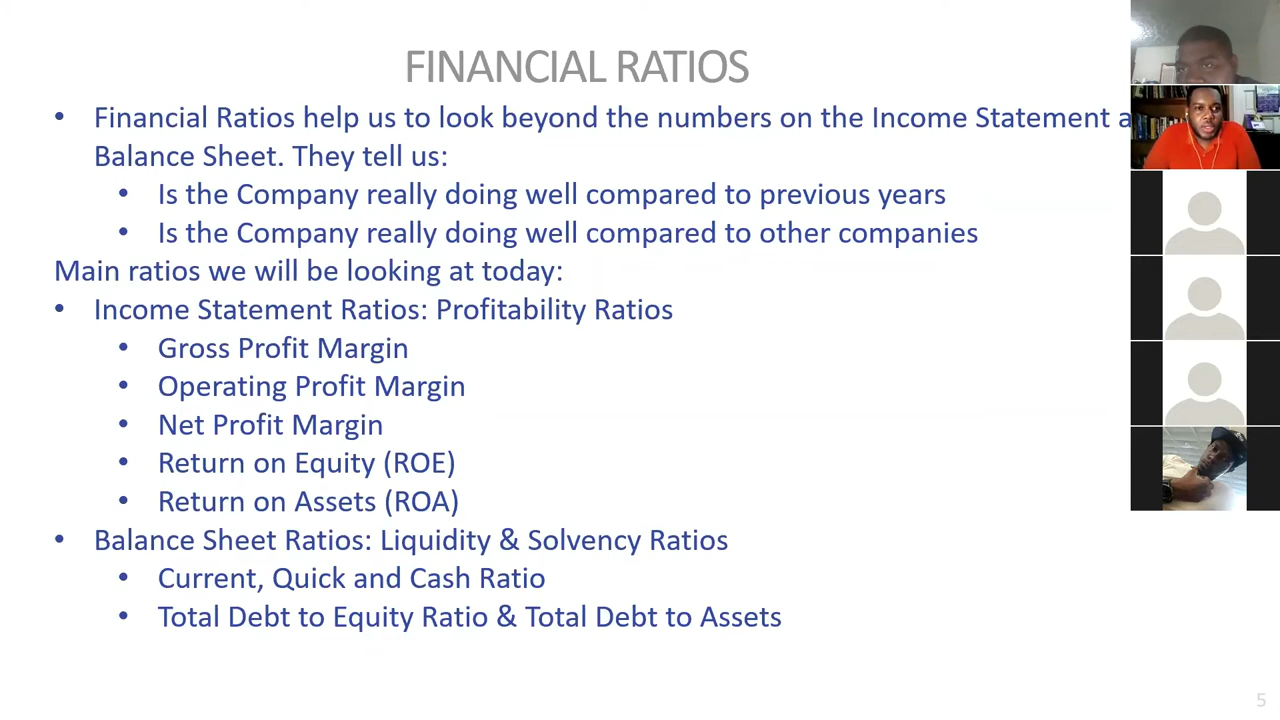 FINANCIAL RATIOS
• Financial Ratios help us to look beyond the numbers on the Income Statement a
Balance Sheet. They tell us:
• Is the Company really doing well compared to previous years
• Is the Company really doing well compared to other companies
Main ratios we will be looking at today:
• Income Statement Ratios: Profitability Ratios
• Gross Profit Margin
• Operating Profit Margin
• Net Profit Margin
• Return on Equity (ROE)
• Return on Assets (ROA)
• Balance Sheet Ratios: Liquidity & Solvency Ratios
• Current, Quick and Cash Ratio
• Total Debt to Equity Ratio & Total Debt to Assets
5